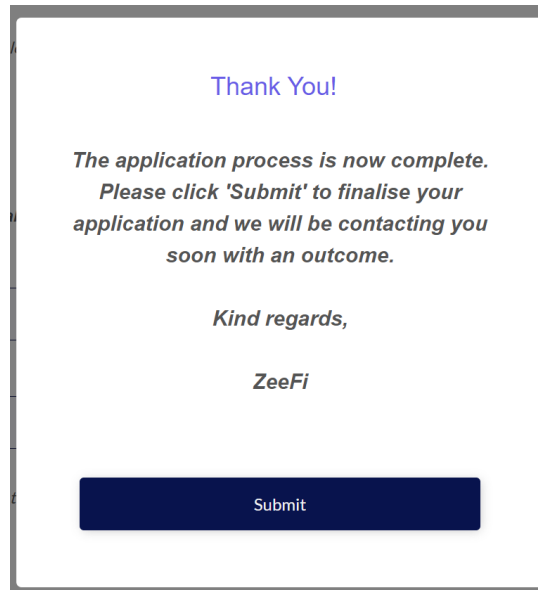 Thank You!
The application process is now complete.
Please click 'Submit' to finalise your
application and we will be contacting you
soon with an outcome.
Kind regards,
ZeeFi
Submit